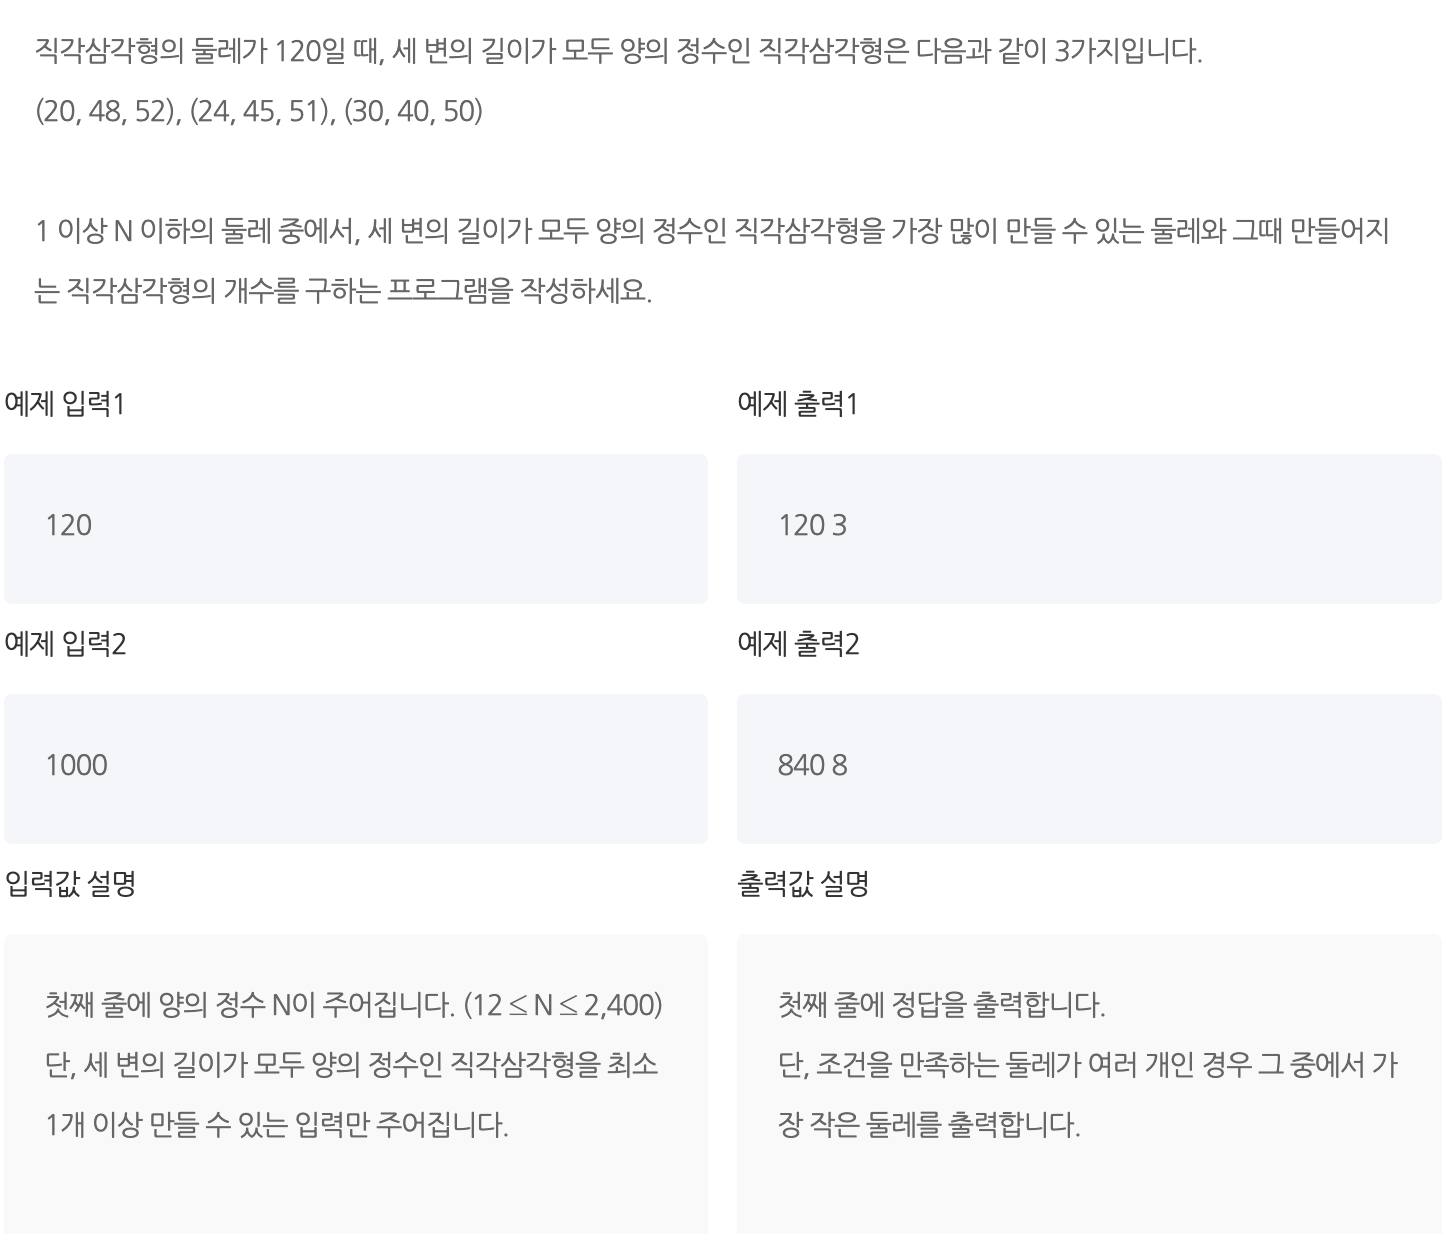 직각삼각형의 둘레가 120일 때, 세 변의 길이가 모두 양의 정수인 직각삼각형은 다음과 같이 3가지입니다.
(20, 48, 52), (24, 45, 51), (30, 40, 50)
1 이상 N 이하의 둘레 중에서, 세 변의 길이가 모두 양의 정수인 직각삼각형을 가장 많이 만들 수 있는 둘레와 그때 만들어지
는 직각삼각형의 개수를 구하는 프로그램을 작성하세요.
예제 입력1
예제 출력1
120
120 3
예제 입력2
예제 출력2
1000
840 8
입력값 설명
출력값 설명
첫째 줄에 양의 정수 N이 주어집니다. (12 ≤ N ≤ 2,400)
단, 세 변의 길이가 모두 양의 정수인 직각삼각형을 최소
1개 이상 만들 수 있는 입력만 주어집니다.
첫째 줄에 정답을 출력합니다.
단, 조건을 만족하는 둘레가 여러 개인 경우 그 중에서 가
장 작은 둘레를 출력합니다.